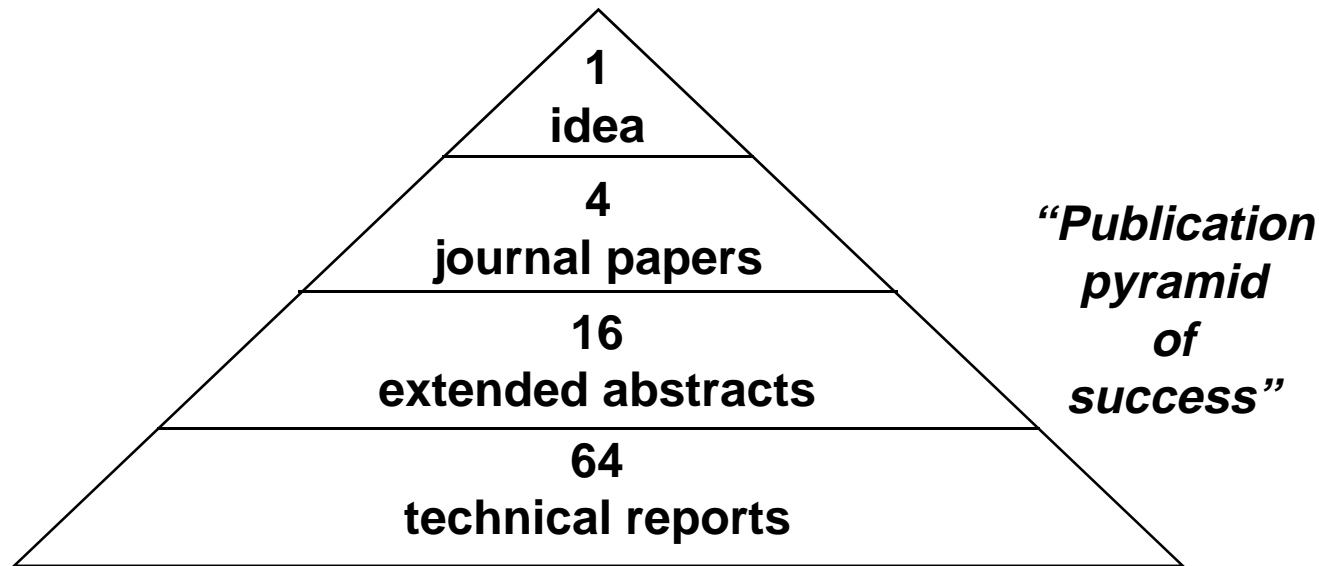 1
idea
4
journal papers
16
extended abstracts
64
technical reports
“Publication
pyramid
of
success”